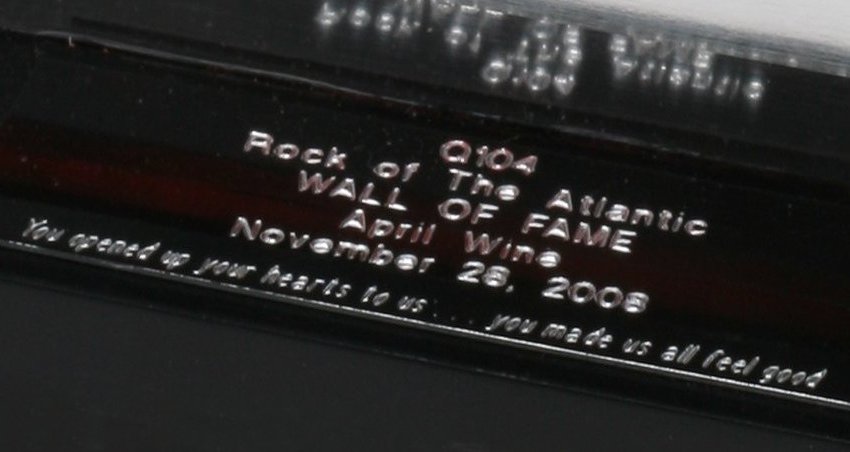 Q104
Rock of The Atlantic
WALL OF FAME
April Wine
November 28, 2008
You opened up your hearts to us... you made us all feel good